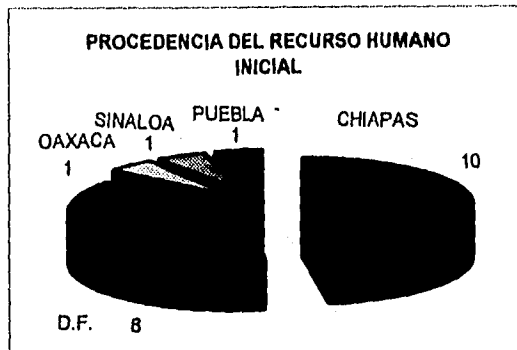 PROCEDENCIA DEL RECURSO HUMANO
INICIAL
OAXACA
1
SINALOA
1
PUEBLA
1
CHIAPAS
10
D.F. 8